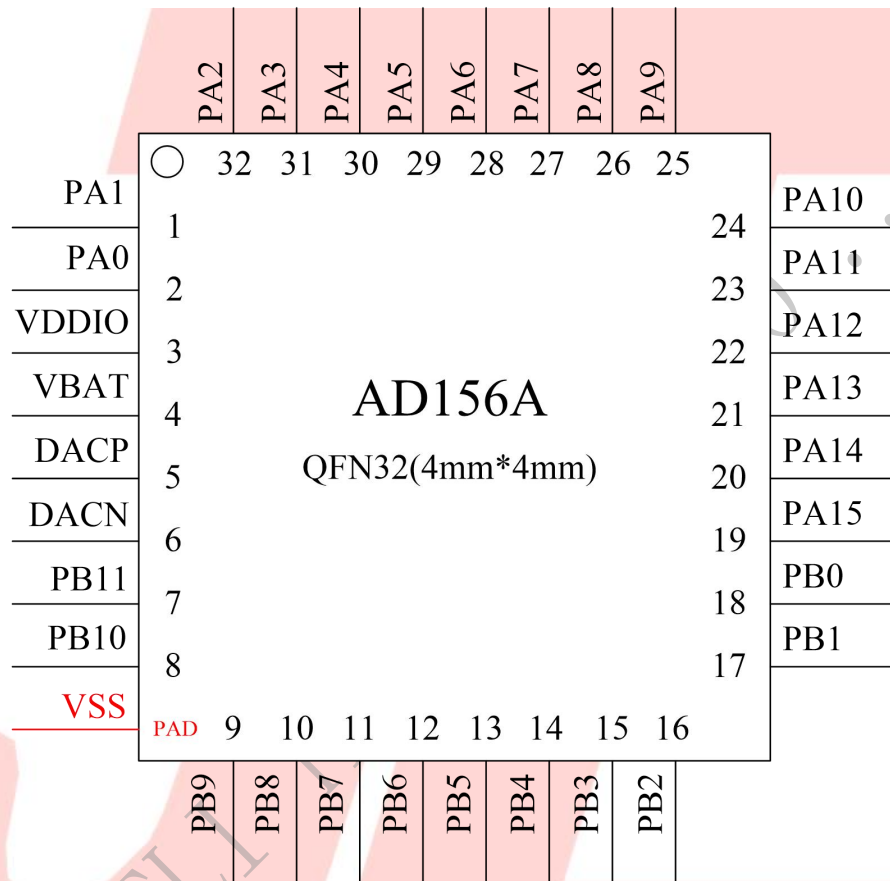 PA2 PA3 PA4 PA5 PA6 PA7 PA8 PA9
32 31 30 29 28 27 26 25
PA1 1 24 PA10
PA0 2 23 PA11
VDDIO 3 22 PA12
VBAT 4 21 PA13
AD156A
DACP 5 20 PA14
QFN32(4mm*4mm)
DACN 6 19 PA15
PB11 7 18 PB0
PB10 8 17 PB1
VSS PAD 9 10 11 12 13 14 15 16
PB9 PB8 PB7 PB6 PB5 PB4 PB3 PB2